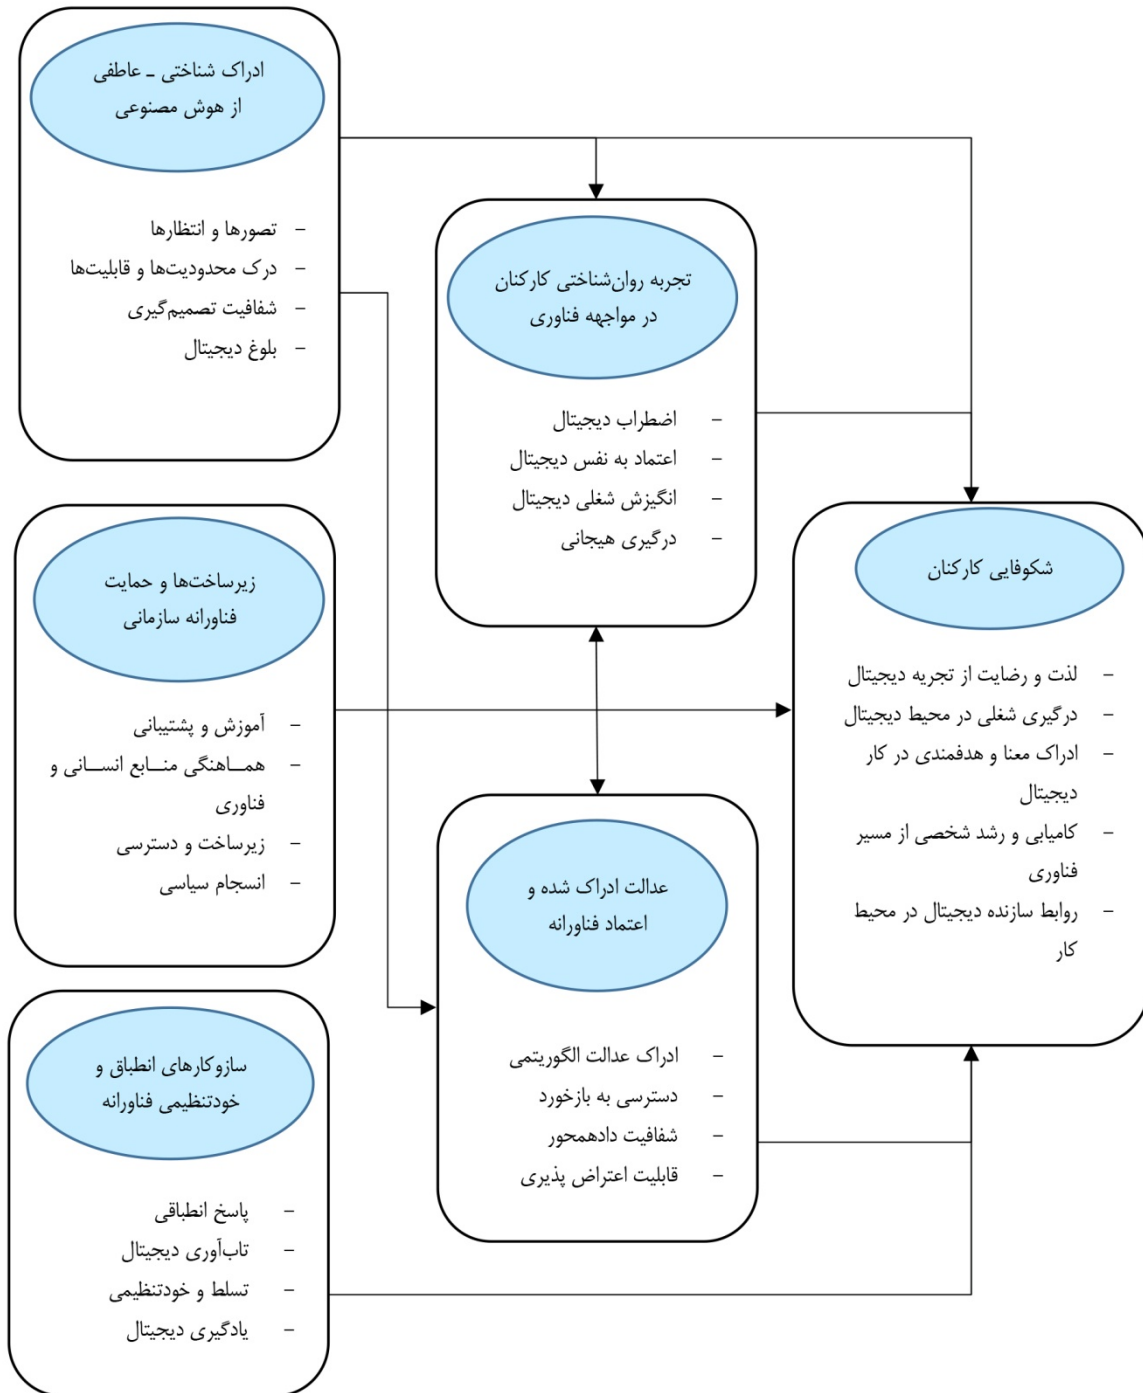 ادراک شناختی ـ عاطفی
از هوش مصنوعی
- تصورها و انتظارها
- درک محدودیت‌ها و قابلیت‌ها
- شفافیت تصمیم‌گیری
- بلوغ دیجیتال
تجربه روان‌شناختی کارکنان
در مواجهه فناوری
- اضطراب دیجیتال
- اعتماد به نفس دیجیتال
- انگیزش شغلی دیجیتال
- درگیری هیجانی
زیرساخت‌ها و حمایت
فناورانه سازمانی
- آموزش و پشتیبانی
- همــاهنگی منــابع انســانی و
فناوری
- زیرساخت و دسترسی
- انسجام سیاسی
شکوفایی کارکنان
- لذت و رضایت از تجریه دیجیتال
- درگیری شغلی در محیط دیجیتال
- ادراک معنا و هدفمندی در کار
دیجیتال
- کامیابی و رشد شخصی از مسیر
فناوری
- روابط سازنده دیجیتال در محیط
کار
عدالت ادراک شده و
اعتماد فناورانه
- ادراک عدالت الگوریتمی
- دسترسی به بازخورد
- شفافیت دادهمحور
- قابلیت اعتراض پذیری
سازوکارهای انطباق و
خودتنظیمی فناورانه
- پاسخ انطباقی
- تاب‌آوری دیجیتال
- تسلط و خودتنظیمی
- یادگیری دیجیتال